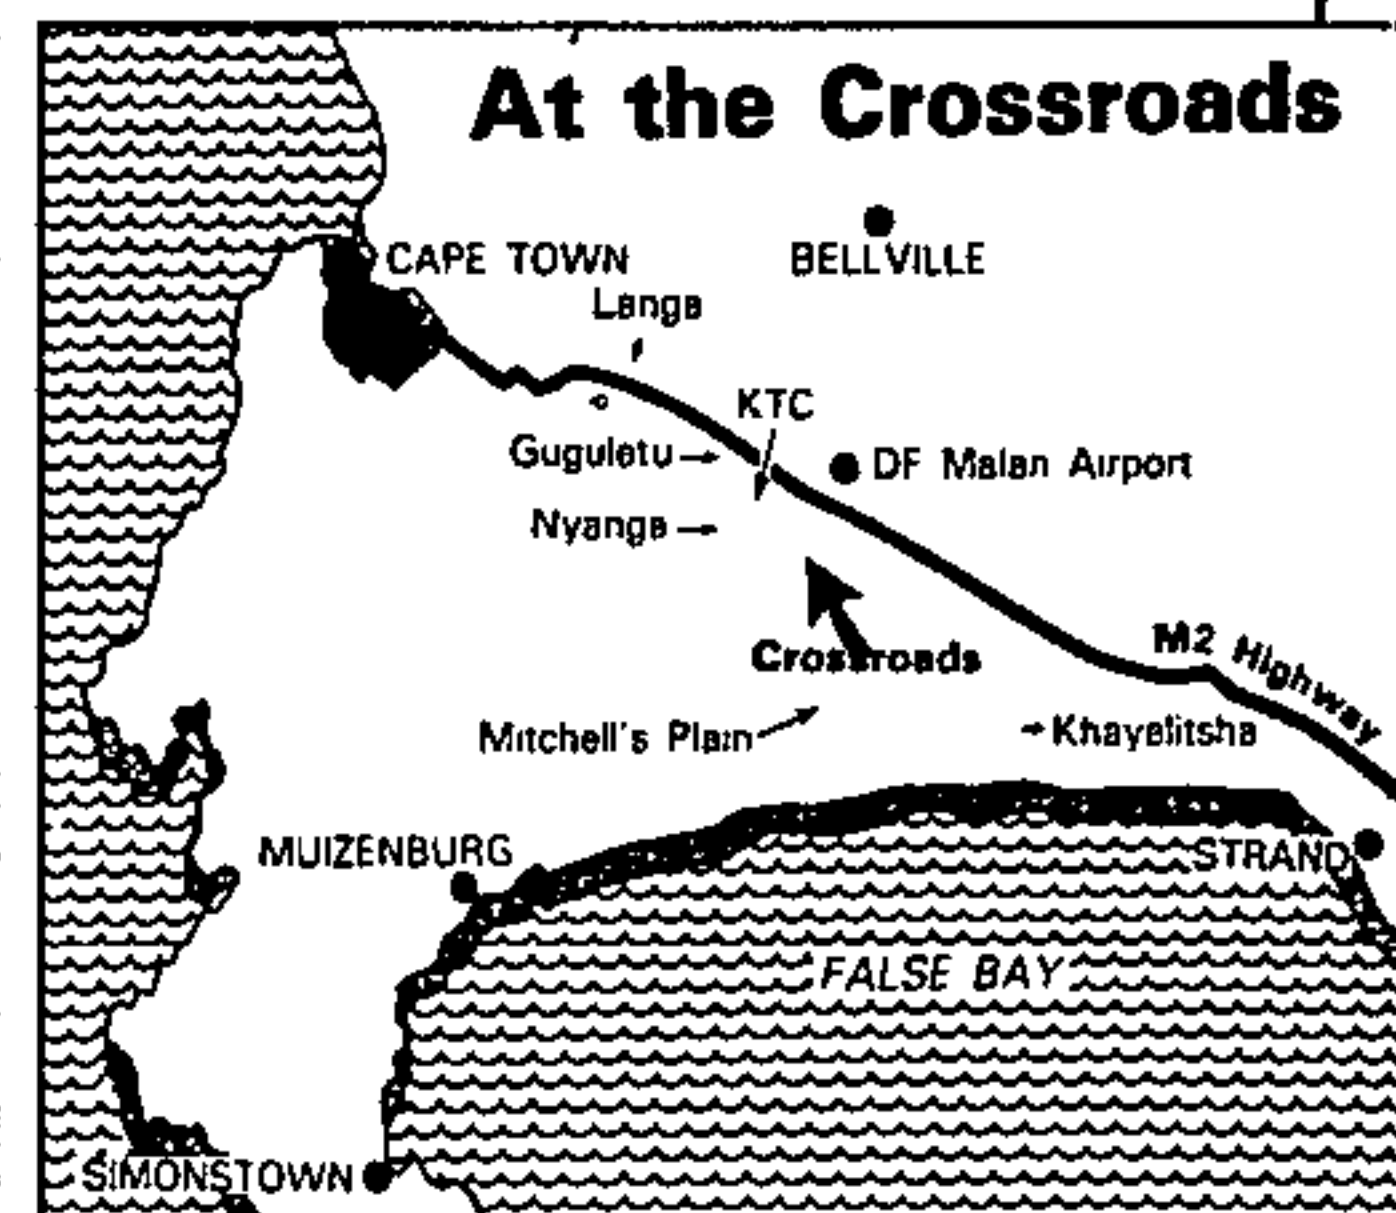 At the Crossroads
CAPE TOWN
BELLVILLE
Langa
KTC
Guguletu
DF Malan Airport
Nyanga
Crossroads
M2 Highway
Mitchell's Plain
Khayelitsha
MUIZENBURG
STRAND
FALSE BAY
SIMONSTOWN